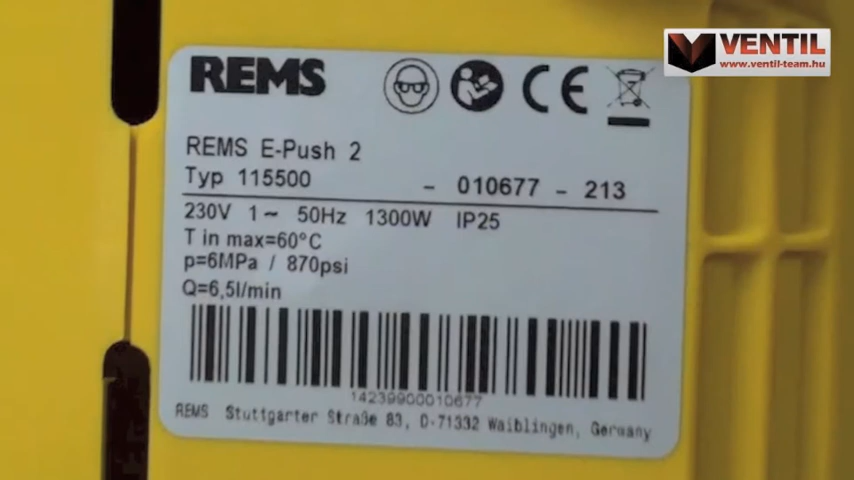 VENTIL
www.ventil-team.hu
REMS
CE
REMS E-Push 2
Typ 115500 - 010677 - 213
230V 1~ 50Hz 1300W IP25
T in max=60°C
p=6MPa / 870psi
Q=6,5l/min
14239900010677
REMS Stuttgarter Straße 83, D-71332 Waiblingen, Germany